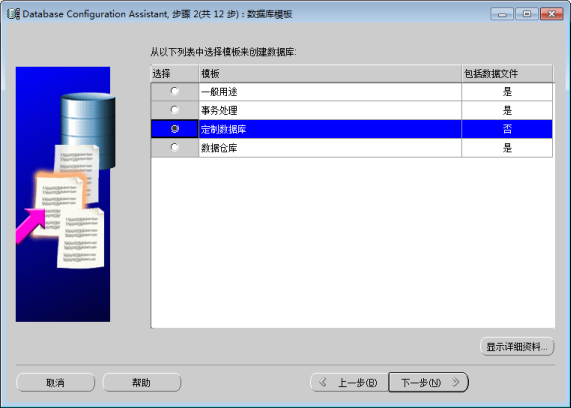 Database Configuration Assistant, 步骤 2(共 12 步) : 数据库模板
从以下列表中选择模板来创建数据库:
选择 模板 包括数据文件
一般用途 是
事务处理 是
定制数据库 否
数据仓库 是
显示详细资料...
取消 帮助 上一步(B) 下一步(N)